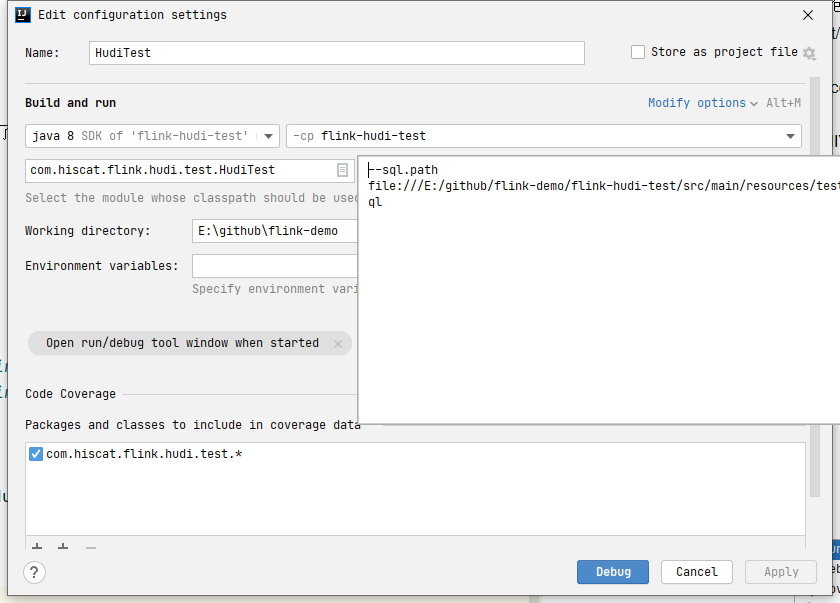 Edit configuration settings
Name: HudiTest Store as project file
Build and run Modify options Alt+M
java 8 SDK of 'flink-hudi-test' -cp flink-hudi-test
com.hiscat.flink.hudi.test.HudiTest
--sql.path
file:///E:/github/flink-demo/flink-hudi-test/src/main/resources/test
ql
Select the module whose classpath should be used
Working directory: E:\github\flink-demo
Environment variables:
Specify environment vari
Open run/debug tool window when started
Code Coverage
Packages and classes to include in coverage data
com.hiscat.flink.hudi.test.*
? Debug Cancel Apply